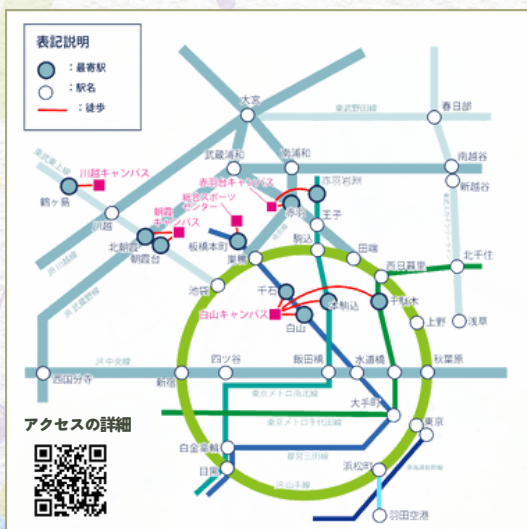 表記説明
：最寄駅
：駅名
：徒歩
大宮
東武野田線
春日部
武蔵浦和
南浦和
南越谷
新越谷
東武東上線
川越キャンパス
鶴ヶ島
赤羽台キャンパス
赤羽岩淵
赤羽
総合スポーツ
センター
朝霞
キャンパス
川越
北朝霞
朝霞台
板橋本町
王子
駒込
巣鴨
田端
西日暮里
北千住
JR川越線
JR武蔵野線
埼京線
池袋
千石
白山キャンパス
白山
本駒込
千駄木
上野
浅草
JR中央線
西国分寺
新宿
四ツ谷
飯田橋
水道橋
秋葉原
東京メトロ南北線
大手町
東京メトロ千代田線
東京
白金高輪
都営三田線
目黒
浜松町
JR山手線
羽田空港
アクセスの詳細